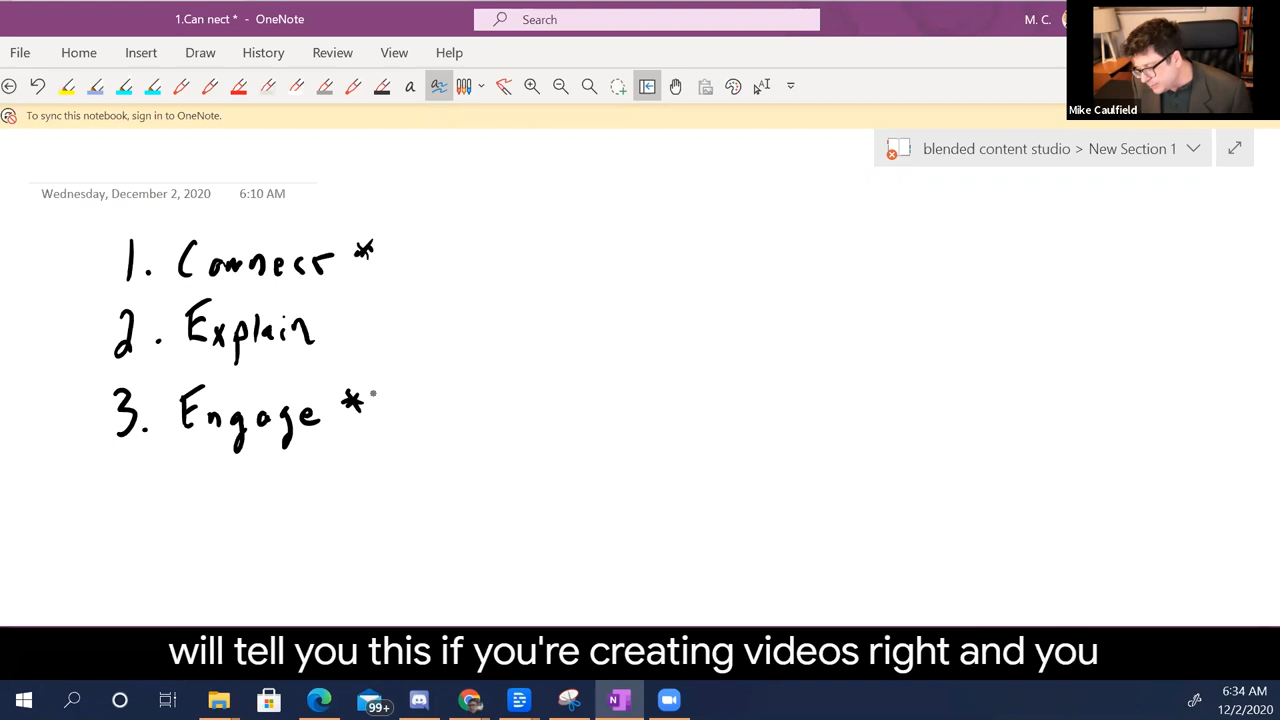 1.Can nect * - OneNote
Search
M. C.
File Home Insert Draw History Review View Help
Mike Caulfield
To sync this notebook, sign in to OneNote.
blended content studio > New Section 1
Wednesday, December 2, 2020 6:10 AM
1. Connect *
2. Explain
3. Engage *
will tell you this if you're creating videos right and you
99+
6:34 AM
12/2/2020